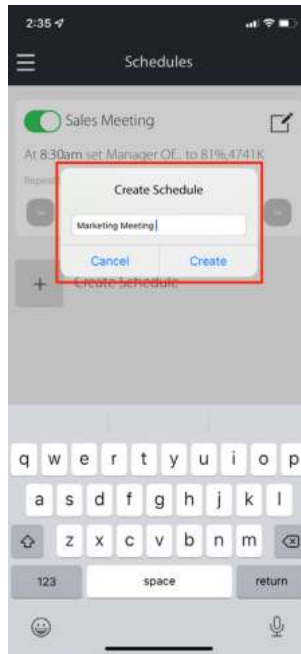 2:35
Schedules
Sales Meeting
At 8:30am set Manager Of... to 81%,4741K
Create Schedule
Marketing Meeting
Cancel
Create
+
Create Schedule
q w e r t y u i o p
a s d f g h j k l
z x c v b n m
123
space
return